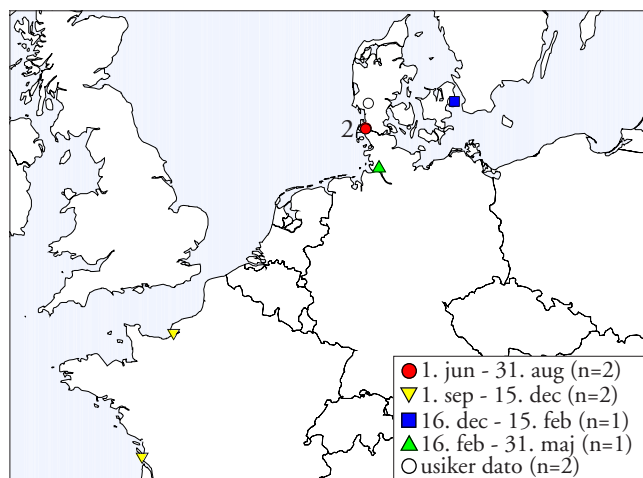 2
1. jun - 31. aug (n=2)
1. sep - 15. dec (n=2)
16. dec - 15. feb (n=1)
16. feb - 31. maj (n=1)
usiker dato (n=2)